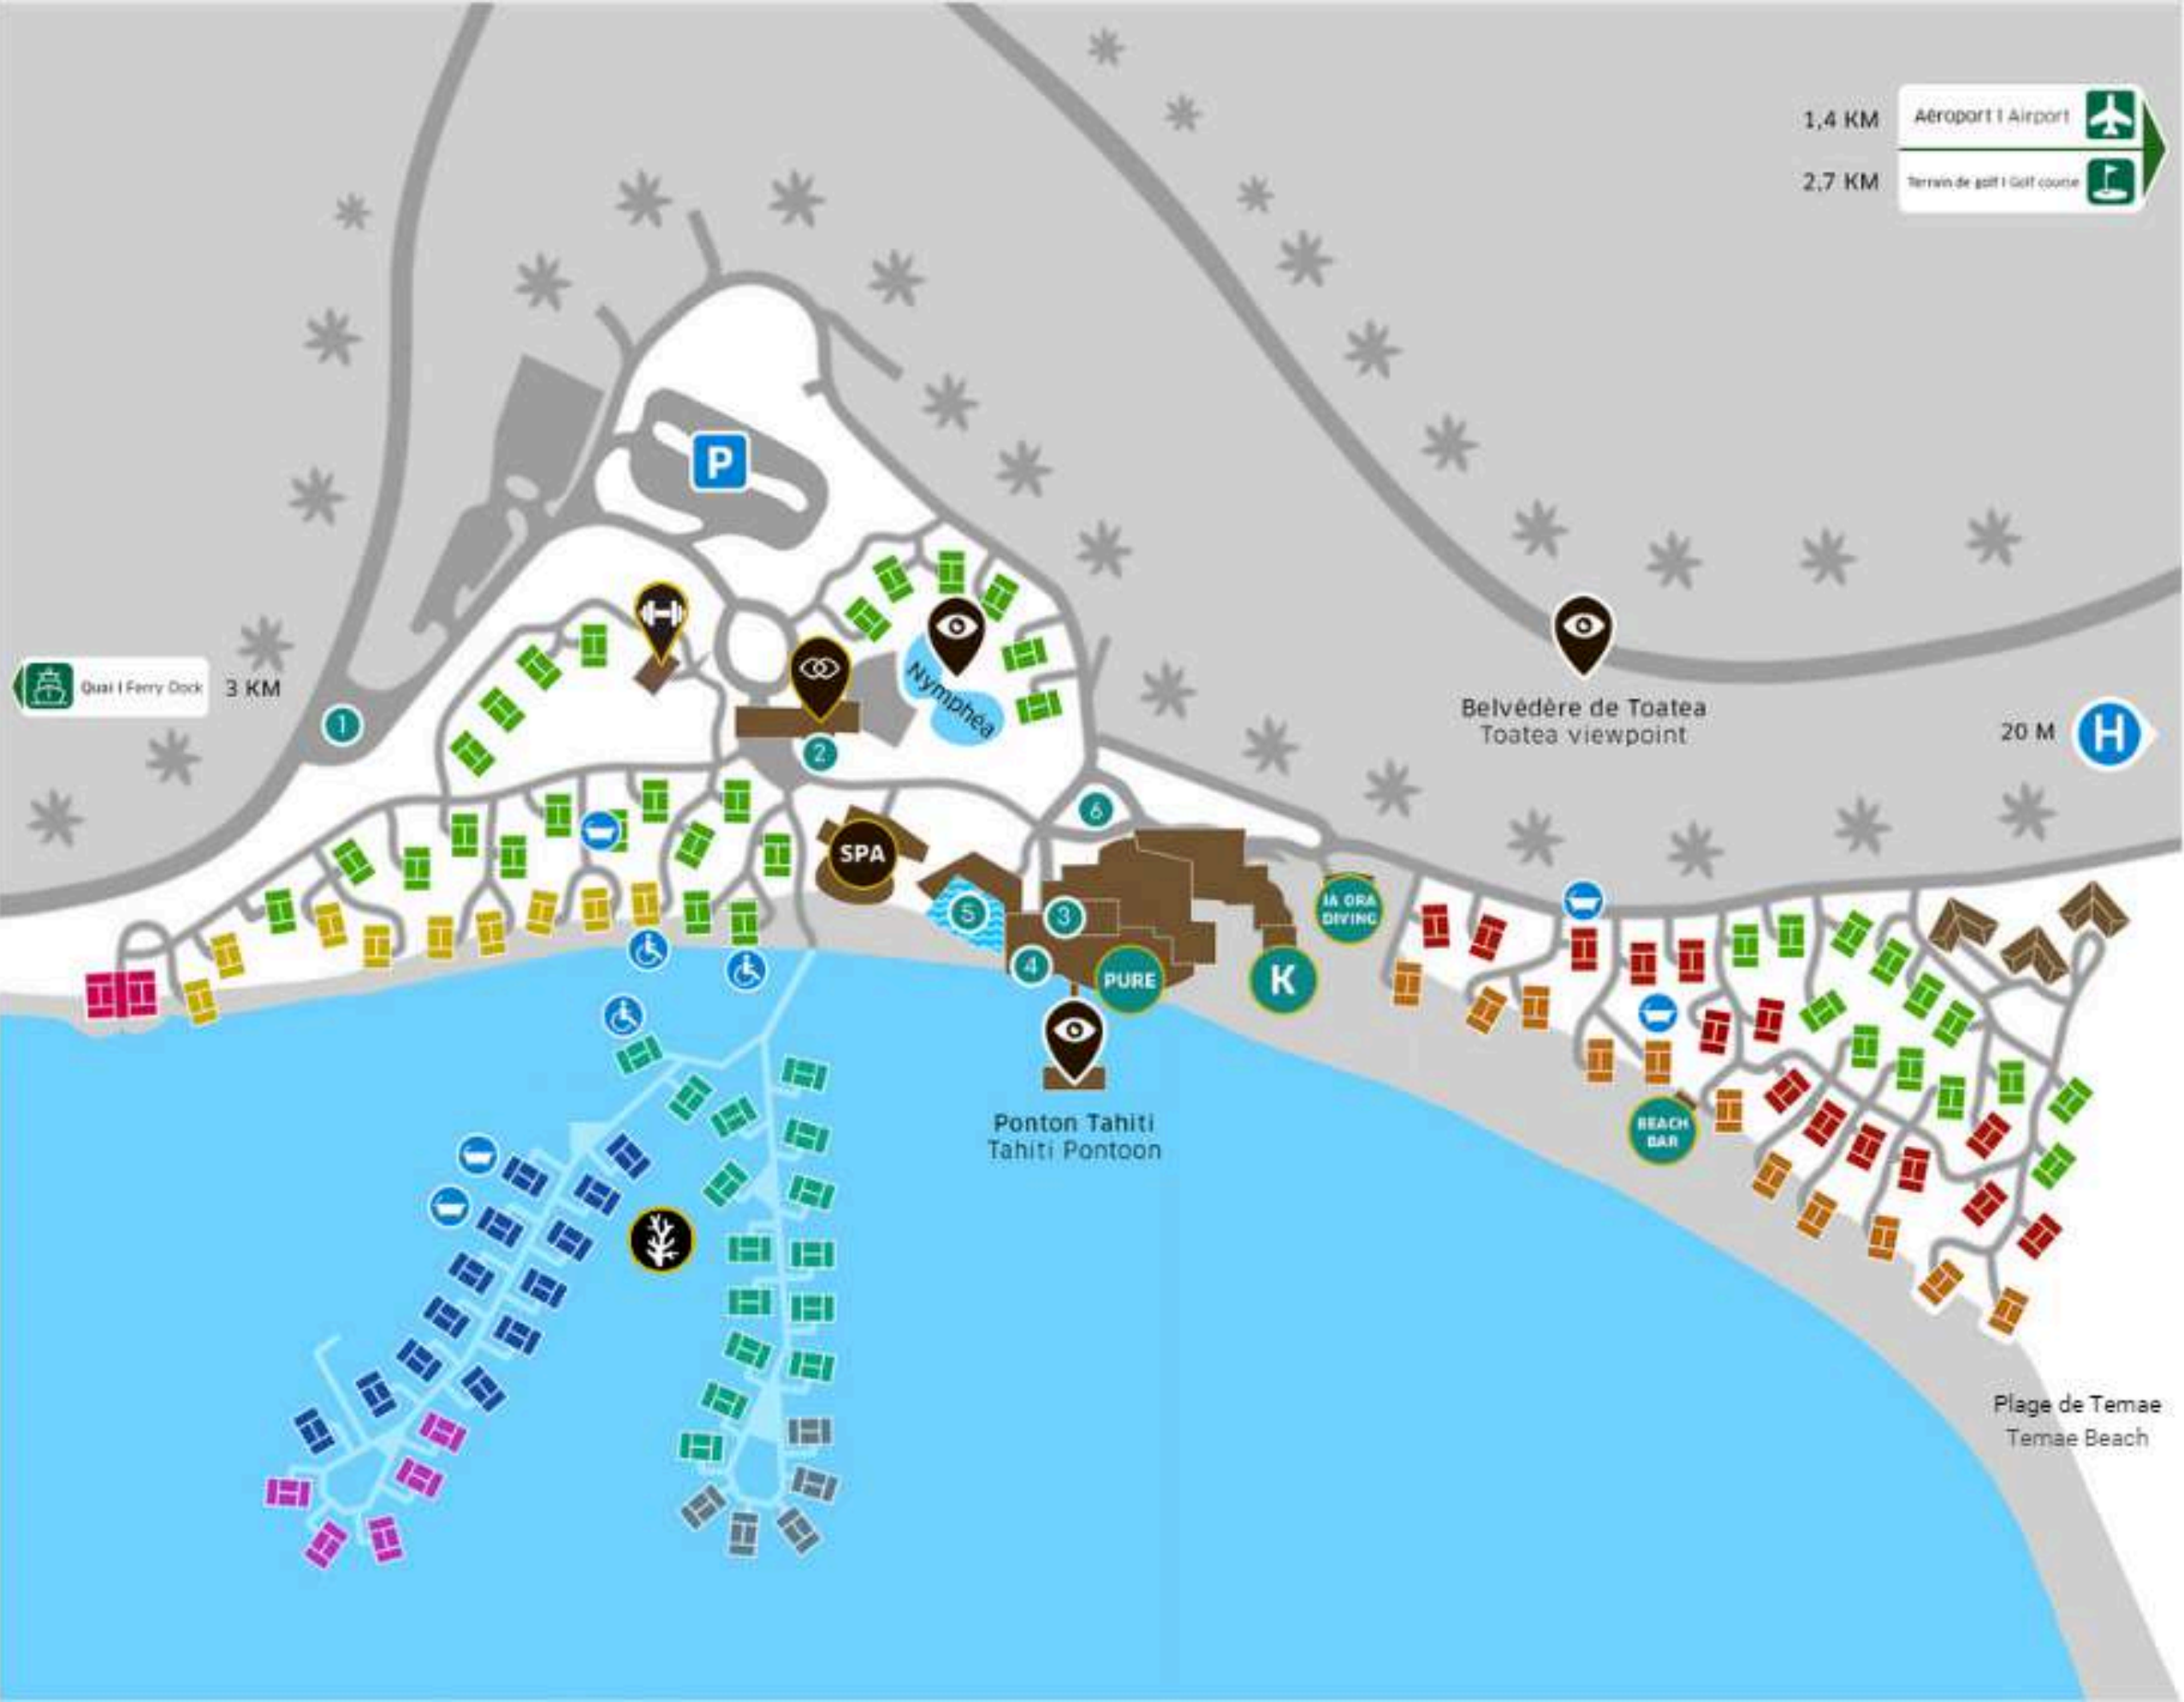 1,4 KM
Aéroport I Airport
2,7 KM
Terrain de golf I Golf course
P
Quai I Ferry Dock
3 KM
1
Nymphéa
2
Belvédère de Toatea
Toatea viewpoint
20 M
H
6
SPA
5
3
4
PURE
K
IA ORA
DIVING
Ponton Tahiti
Tahiti Pontoon
BEACH
BAR
Plage de Temae
Temae Beach